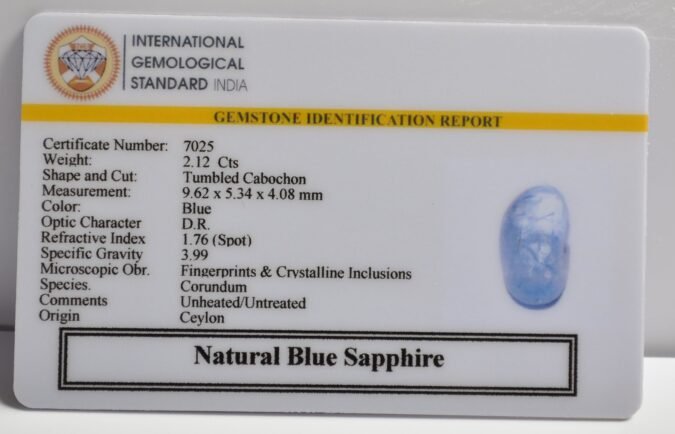 INTERNATIONAL
GEMOLOGICAL
STANDARD INDIA
GEMSTONE IDENTIFICATION REPORT
Certificate Number: 7025
Weight: 2.12 Cts
Shape and Cut: Tumbled Cabochon
Measurement: 9.62 x 5.34 x 4.08 mm
Color: Blue
Optic Character D.R.
Refractive Index 1.76 (Spot)
Specific Gravity 3.99
Microscopic Obr. Fingerprints & Crystalline Inclusions
Species. Corundum
Comments Unheated/Untreated
Origin Ceylon
Natural Blue Sapphire